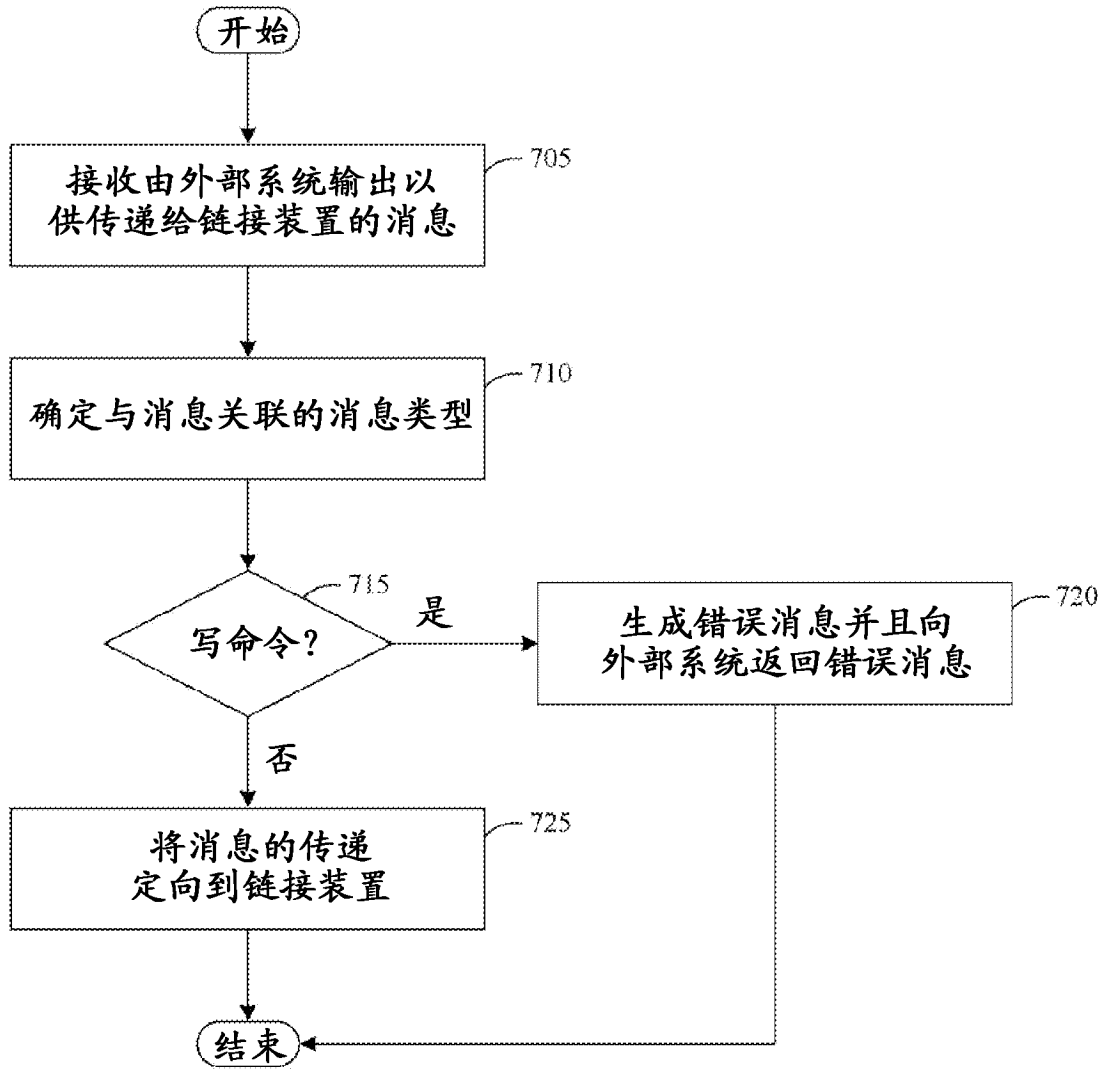 开始
705
接收由外部系统输出以
供传递给链接装置的消息
710
确定与消息关联的消息类型
715
写命令？
是
720
生成错误消息并且向
外部系统返回错误消息
否
725
将消息的传递
定向到链接装置
结束